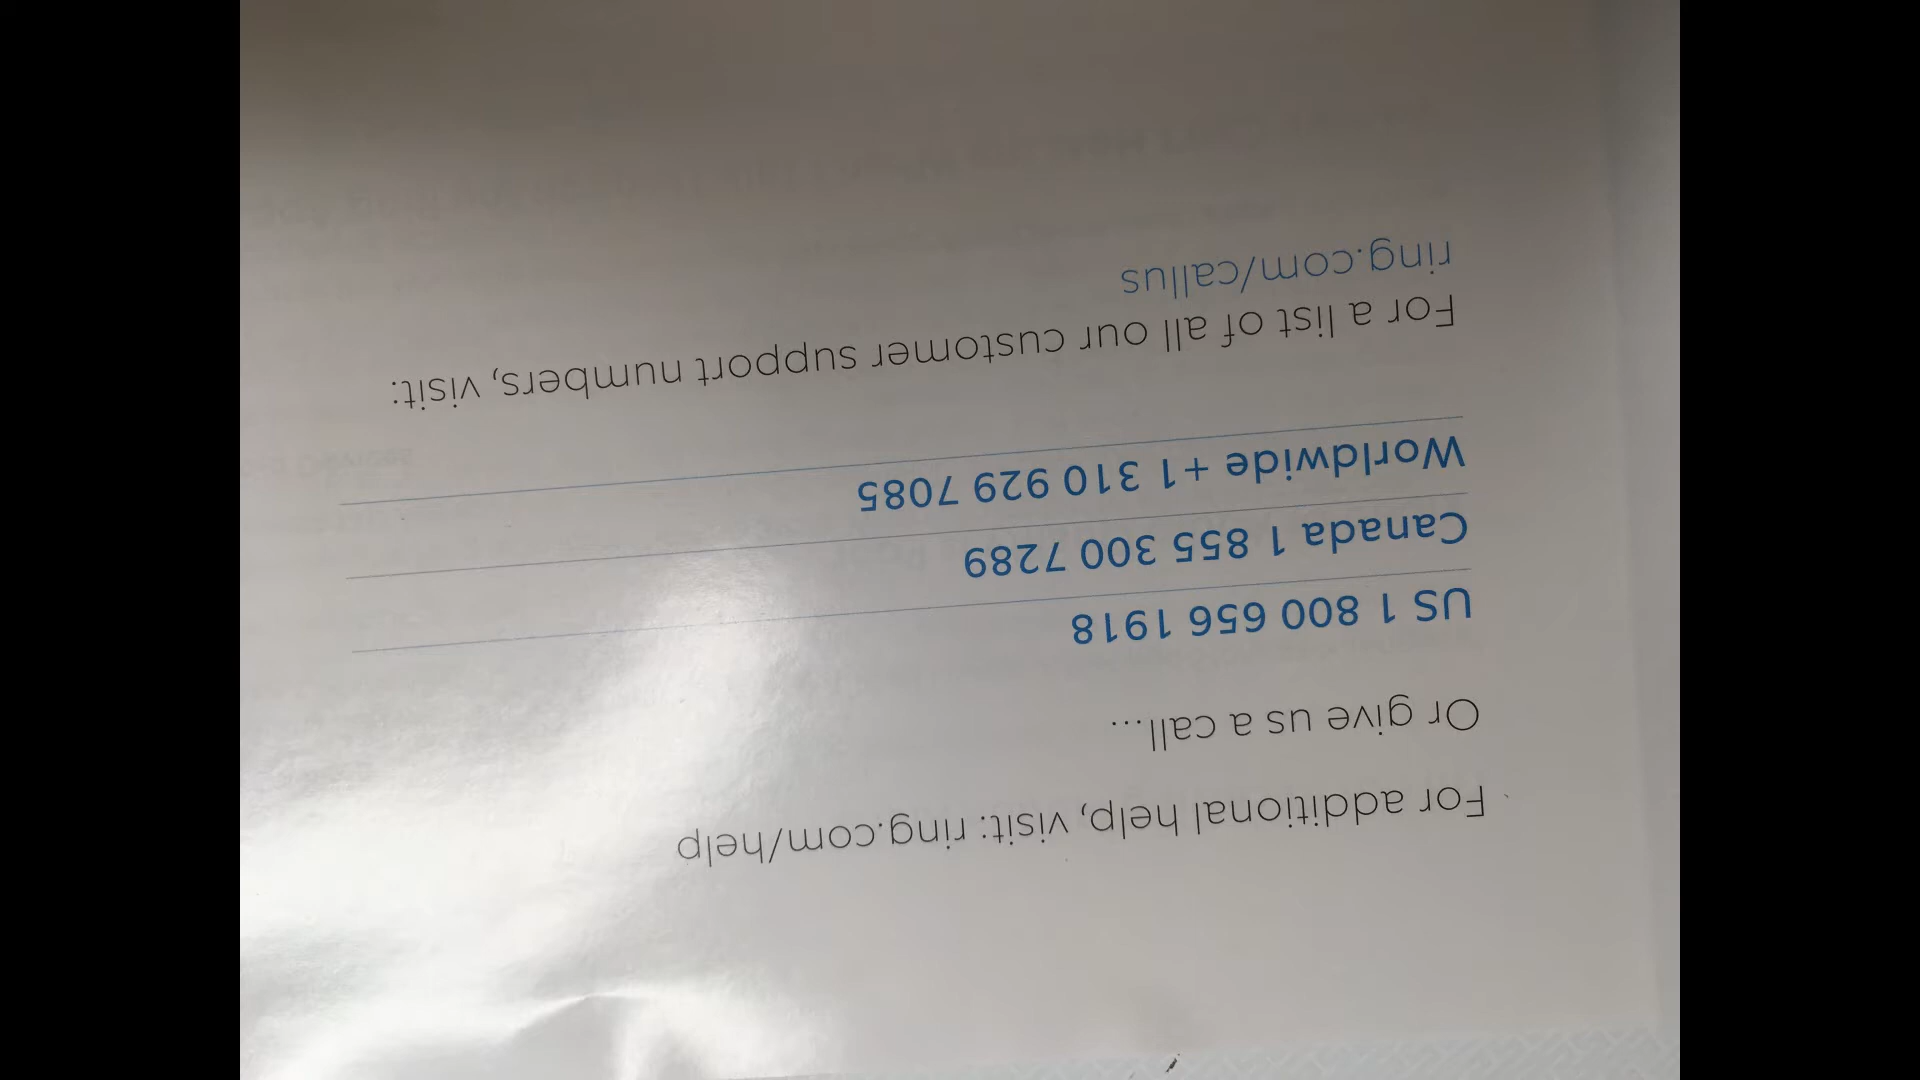 For additional help, visit: ring.com/help
Or give us a call...
US 1 800 656 1918
Canada 1 855 300 7289
Worldwide +1 310 929 7085
For a list of all our customer support numbers, visit:
ring.com/callus